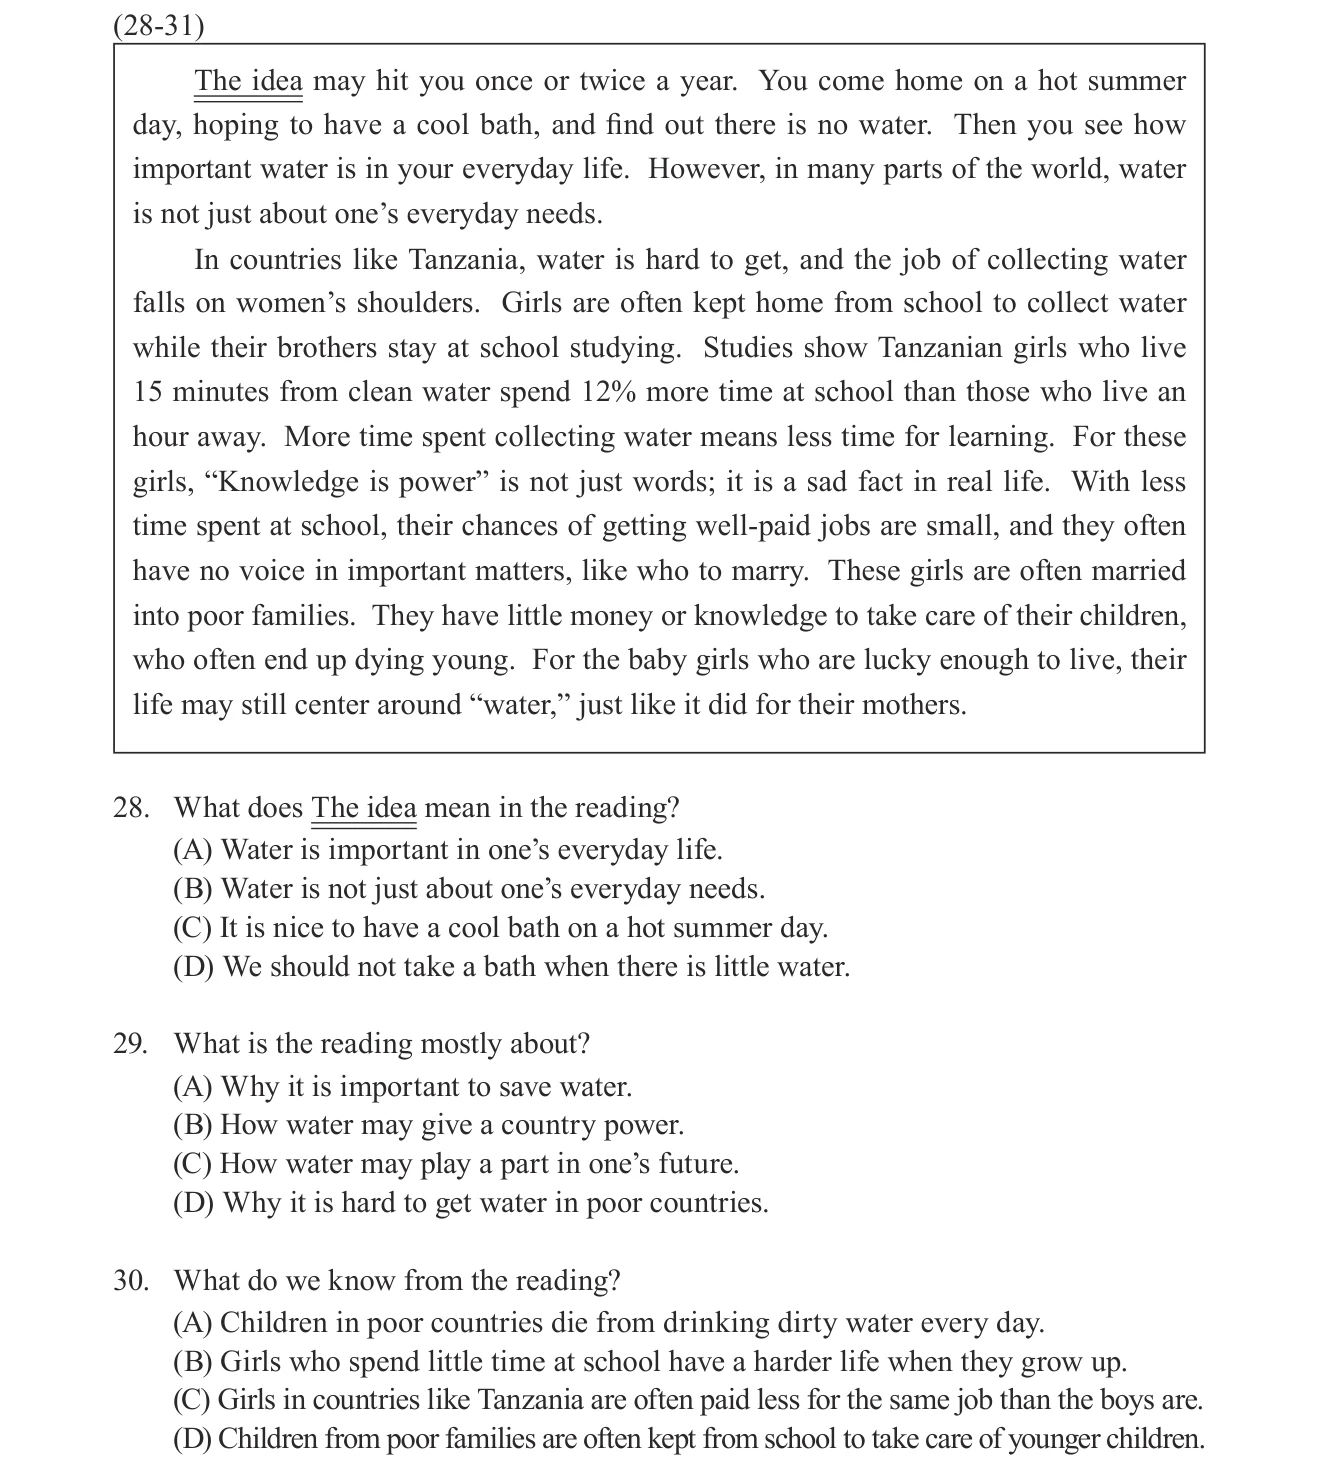 (28-31)
The idea may hit you once or twice a year. You come home on a hot summer
day, hoping to have a cool bath, and find out there is no water. Then you see how
important water is in your everyday life. However, in many parts of the world, water
is not just about one’s everyday needs.
In countries like Tanzania, water is hard to get, and the job of collecting water
falls on women’s shoulders. Girls are often kept home from school to collect water
while their brothers stay at school studying. Studies show Tanzanian girls who live
15 minutes from clean water spend 12% more time at school than those who live an
hour away. More time spent collecting water means less time for learning. For these
girls, “Knowledge is power” is not just words; it is a sad fact in real life. With less
time spent at school, their chances of getting well-paid jobs are small, and they often
have no voice in important matters, like who to marry. These girls are often married
into poor families. They have little money or knowledge to take care of their children,
who often end up dying young. For the baby girls who are lucky enough to live, their
life may still center around “water,” just like it did for their mothers.
28. What does The idea mean in the reading?
(A) Water is important in one’s everyday life.
(B) Water is not just about one’s everyday needs.
(C) It is nice to have a cool bath on a hot summer day.
(D) We should not take a bath when there is little water.
29. What is the reading mostly about?
(A) Why it is important to save water.
(B) How water may give a country power.
(C) How water may play a part in one’s future.
(D) Why it is hard to get water in poor countries.
30. What do we know from the reading?
(A) Children in poor countries die from drinking dirty water every day.
(B) Girls who spend little time at school have a harder life when they grow up.
(C) Girls in countries like Tanzania are often paid less for the same job than the boys are.
(D) Children from poor families are often kept from school to take care of younger children.